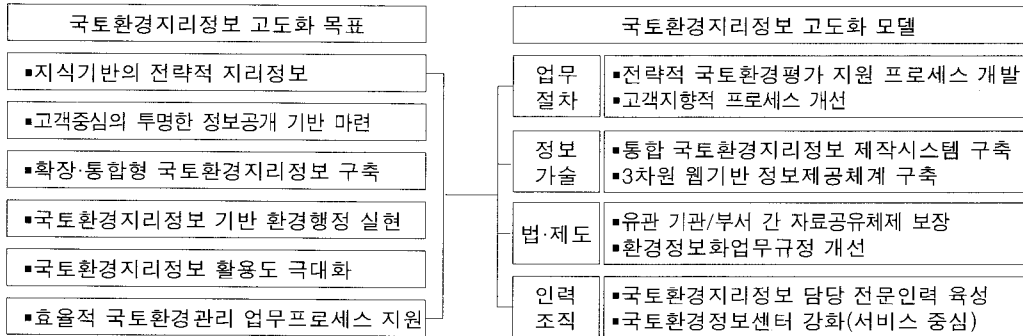 국토환경지리정보 고도화 목표
▪지식기반의 전략적 지리정보
▪고객중심의 투명한 정보공개 기반 마련
▪확장·통합형 국토환경지리정보 구축
▪국토환경지리정보 기반 환경행정 실현
▪국토환경지리정보 활용도 극대화
▪효율적 국토환경관리 업무프로세스 지원
국토환경지리정보 고도화 모델
업무
절차
▪전략적 국토환경평가 지원 프로세스 개발
▪고객지향적 프로세스 개선
정보
기술
▪통합 국토환경지리정보 제작시스템 구축
▪3차원 웹기반 정보제공체계 구축
법·제도
▪유관 기관/부서 간 자료공유체제 보장
▪환경정보화업무규정 개선
인력
조직
▪국토환경지리정보 담당 전문인력 육성
▪국토환경정보센터 강화(서비스 중심)